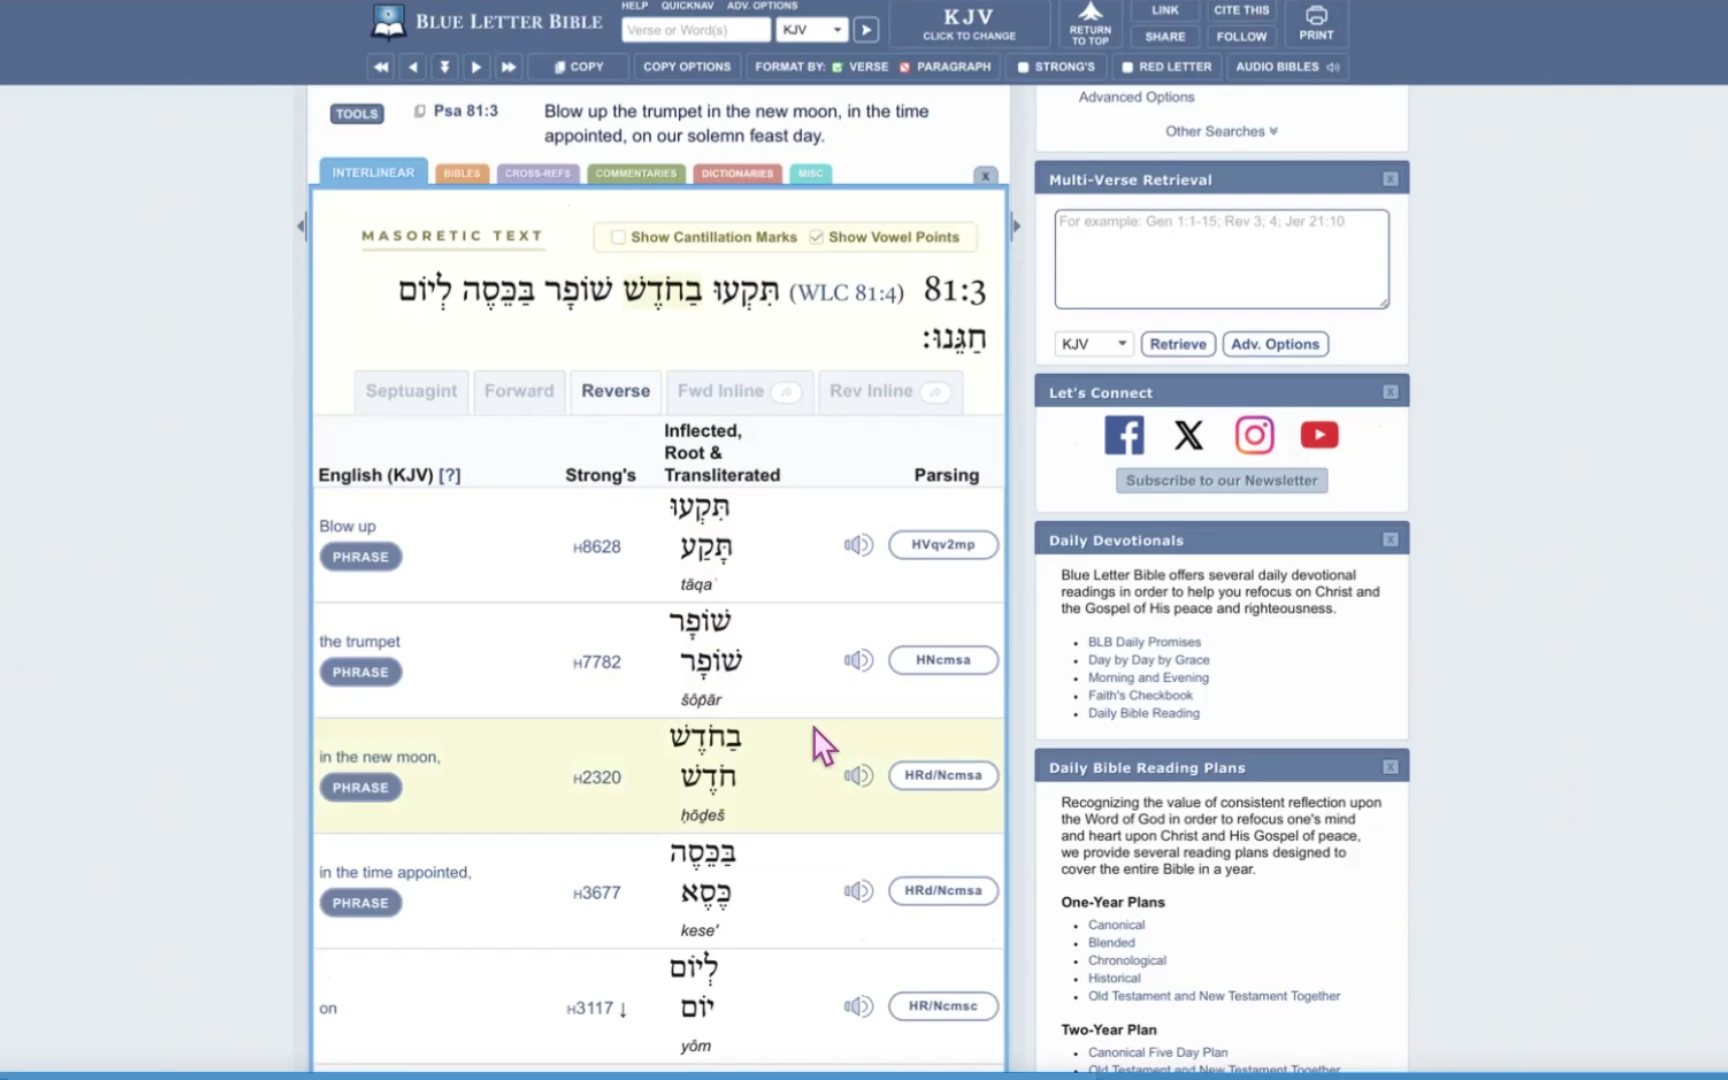 HELP QUICKNAV ADV. OPTIONS
BLUE LETTER BIBLE
Verse or Word(s) KJV
KJV
CLICK TO CHANGE
RETURN
TO TOP
LINK CITE THIS
SHARE FOLLOW
PRINT
COPY COPY OPTIONS FORMAT BY: VERSE PARAGRAPH STRONG'S RED LETTER AUDIO BIBLES
TOOLS Psa 81:3 Blow up the trumpet in the new moon, in the time
appointed, on our solemn feast day.
INTERLINEAR BIBLES CROSS-REFS COMMENTARIES DICTIONARIES MISC X
MASORETIC TEXT Show Cantillation Marks Show Vowel Points
81:3 (WLC 81:4) תִּקְעוּ בַחֹדֶשׁ שׁוֹפָר בַּכֵּסֶה לְיוֹם
חַגֵּנוּ׃
Septuagint Forward Reverse Fwd Inline Rev Inline
English (KJV) [?] Strong's Inflected,
Root &
Transliterated Parsing
Blow up
PHRASE
H8628
תִּקְעוּ
תָּקַע
tāqaʿ
HVqv2mp
the trumpet
PHRASE
H7782
שׁוֹפָר
שׁוֹפָר
šôp̄ār
HNcmsa
in the new moon,
PHRASE
H2320
בַחֹדֶשׁ
חֹדֶשׁ
ḥōḏeš
HRd/Ncmsa
in the time appointed,
PHRASE
H3677
בַּכֵּסֶה
כֶּסֶא
kese'
HRd/Ncmsa
on
H3117 ↓
לְיוֹם
יוֹם
yôm
HR/Ncmsc
Advanced Options
Other Searches
Multi-Verse Retrieval
For example: Gen 1:1-15; Rev 3; 4; Jer 21:10
KJV Retrieve Adv. Options
Let's Connect
Subscribe to our Newsletter
Daily Devotionals
Blue Letter Bible offers several daily devotional
readings in order to help you refocus on Christ and
the Gospel of His peace and righteousness.
BLB Daily Promises
Day by Day by Grace
Morning and Evening
Faith's Checkbook
Daily Bible Reading
Daily Bible Reading Plans
Recognizing the value of consistent reflection upon
the Word of God in order to refocus one's mind
and heart upon Christ and His Gospel of peace,
we provide several reading plans designed to
cover the entire Bible in a year.
One-Year Plans
Canonical
Blended
Chronological
Historical
Old Testament and New Testament Together
Two-Year Plan
Canonical Five Day Plan
Old Testament and New Testament Together